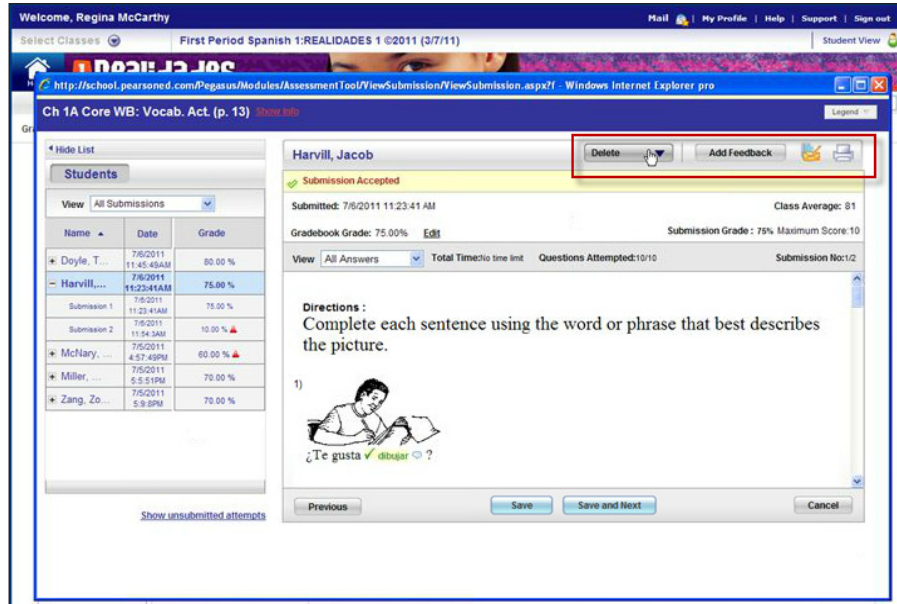 Welcome, Regina McCarthy
Mail | My Profile | Help | Support | Sign out
Select Classes
First Period Spanish 1:REALIDADES 1 ©2011 (3/7/11)
Student View
http://school.pearsoned.com/Pegasus/Modules/AssessmentTool/ViewSubmission/ViewSubmission.aspx?f - Windows Internet Explorer pro
Ch 1A Core WB: Vocab. Act. (p. 13) Show Info
Legend
Hide List
Students
View All Submissions
Name Date Grade
Doyle, T... 7/6/2011 11:45:49AM 80.00 %
Harvill,... 7/6/2011 11:23:41AM 75.00 %
Submission 1 7/6/2011 11:23:41AM 75.00 %
Submission 2 7/6/2011 11:54:3AM 10.00 %
McNary, ... 7/5/2011 4:57:49PM 60.00 %
Miller, ... 7/5/2011 5:5:51PM 70.00 %
Zang, Zo... 7/5/2011 5:9:8PM 70.00 %
Show unsubmitted attempts
Harvill, Jacob
Delete
Add Feedback
Submission Accepted
Submitted: 7/6/2011 11:23:41 AM
Class Average: 81
Gradebook Grade: 75.00% Edit
Submission Grade : 75% Maximum Score:10
View All Answers Total Time:No time limit Questions Attempted:10/10 Submission No:1/2
Directions :
Complete each sentence using the word or phrase that best describes
the picture.
1)
¿Te gusta dibujar ?
Previous Save Save and Next Cancel